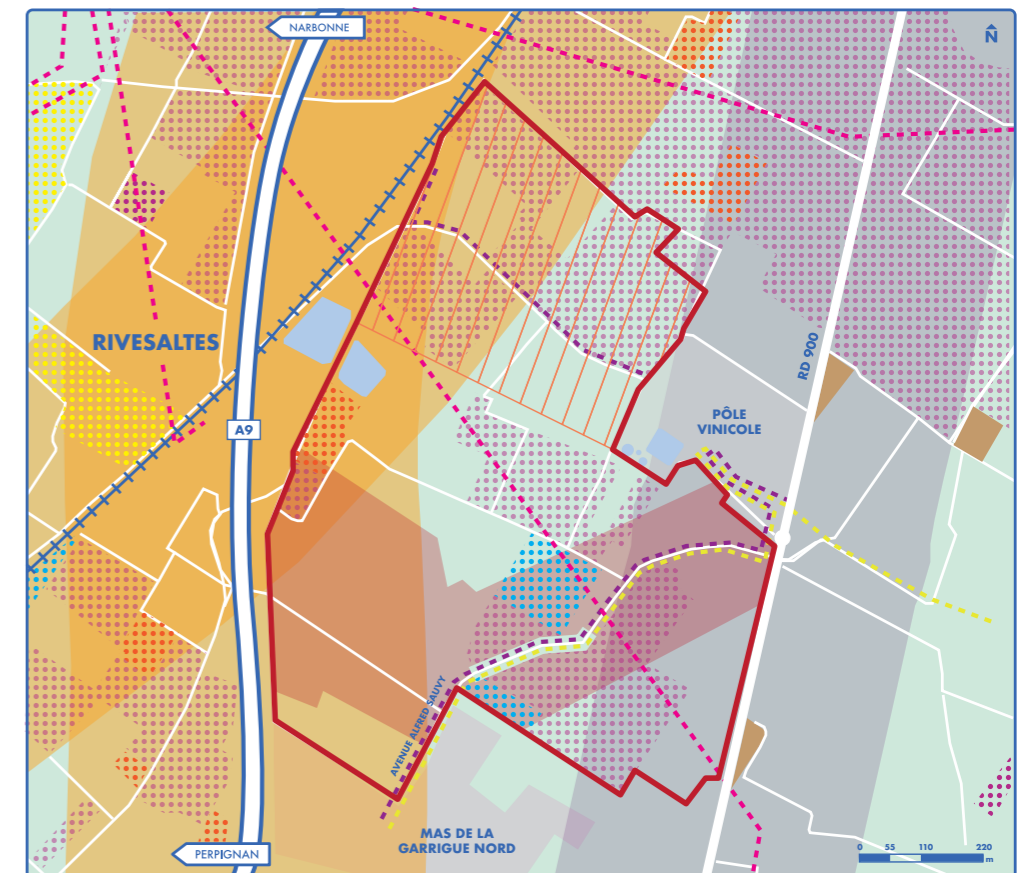 NARBONNE
N
RIVESALTES
RD 900
A9
PÔLE
VINICOLE
AVENUE ALFRED SAUVY
MAS DE LA
GARRIGUE NORD
PERPIGNAN
0 55 110 220
m